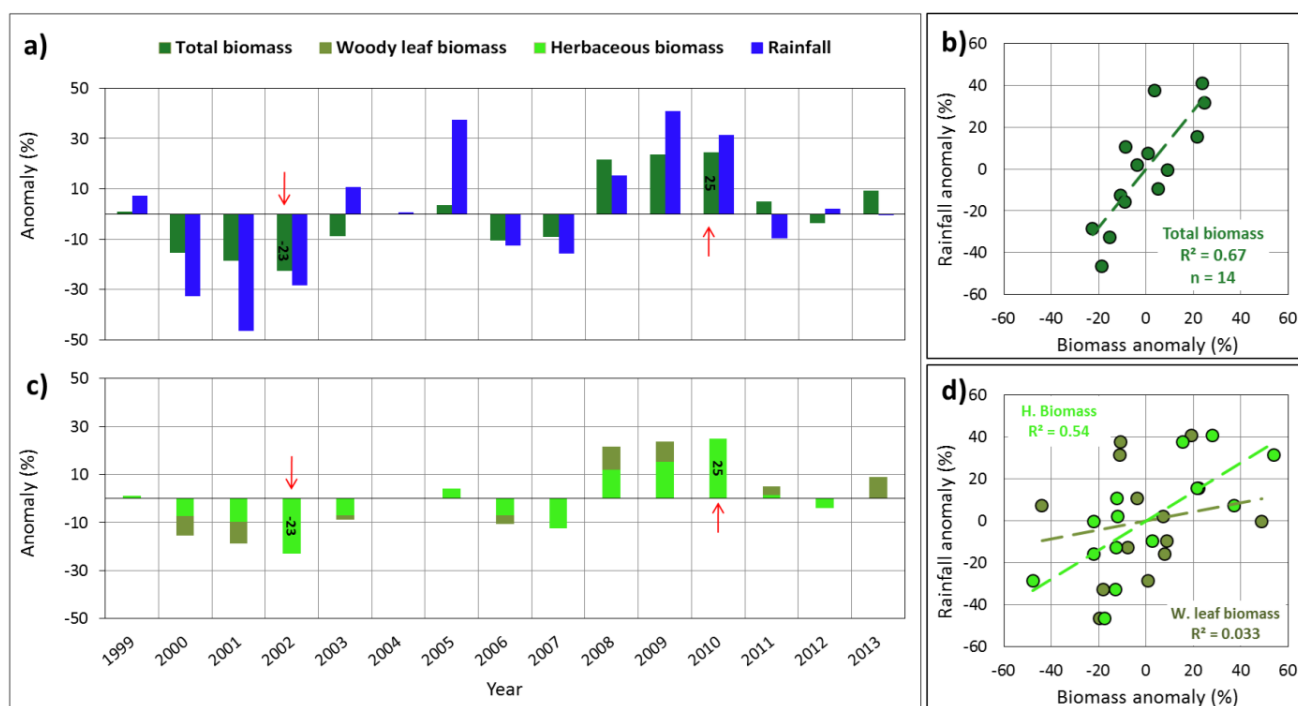 a)
Total biomass Woody leaf biomass Herbaceous biomass Rainfall
Anomaly (%)
50
30
10
-10
-30
-50
-23
25
c)
Anomaly (%)
50
30
10
-10
-30
-50
-23
25
1999 2000 2001 2002 2003 2004 2005 2006 2007 2008 2009 2010 2011 2012 2013
Year
b)
Rainfall anomaly (%)
60
40
20
0
-20
-40
-60
Total biomass
R² = 0.67
n = 14
-60 -40 -20 0 20 40 60
Biomass anomaly (%)
d)
Rainfall anomaly (%)
60
40
20
0
-20
-40
-60
H. Biomass
R² = 0.54
W. leaf biomass
R² = 0.033
-60 -40 -20 0 20 40 60
Biomass anomaly (%)